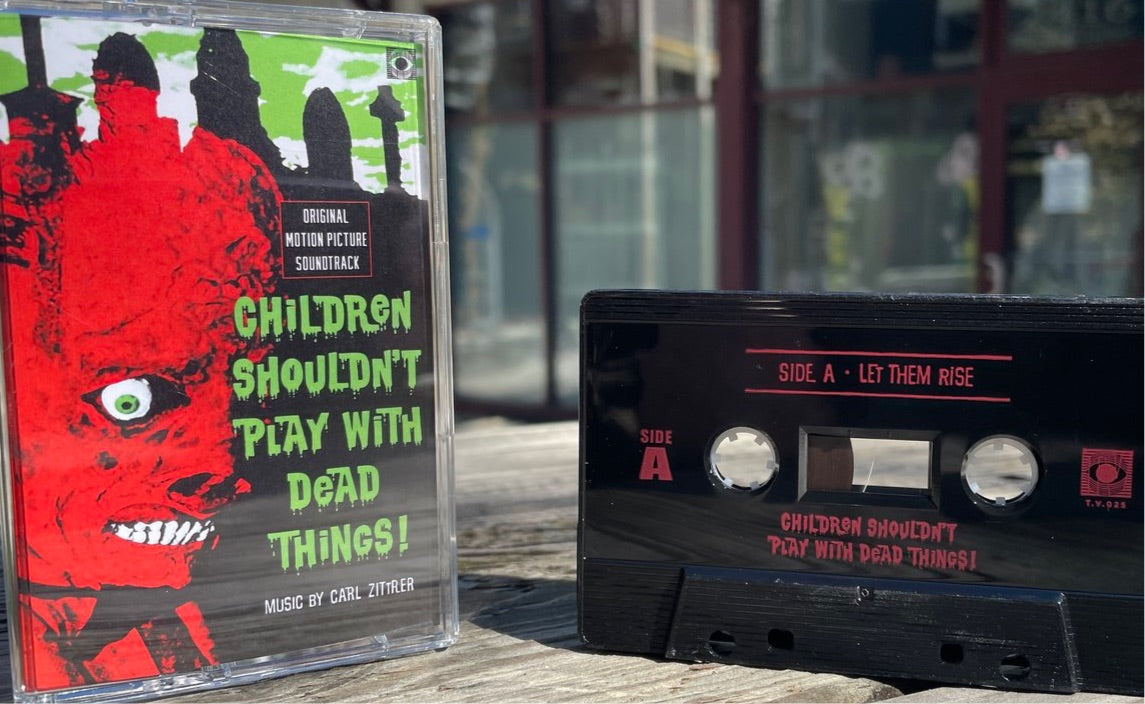 ORIGINAL
MOTION PICTURE
SOUNDTRACK
CHiLDReN
SHOULDN'T
PLAY WiTH
DeAD
THiNGS!
MUSIC BY CARL ZITTRER
SIDE A · LET THEM RISE
SIDE
A
T.V.025
CHiLDReN SHOULDN'T
PLAY WiTH DeAD THiNGS!